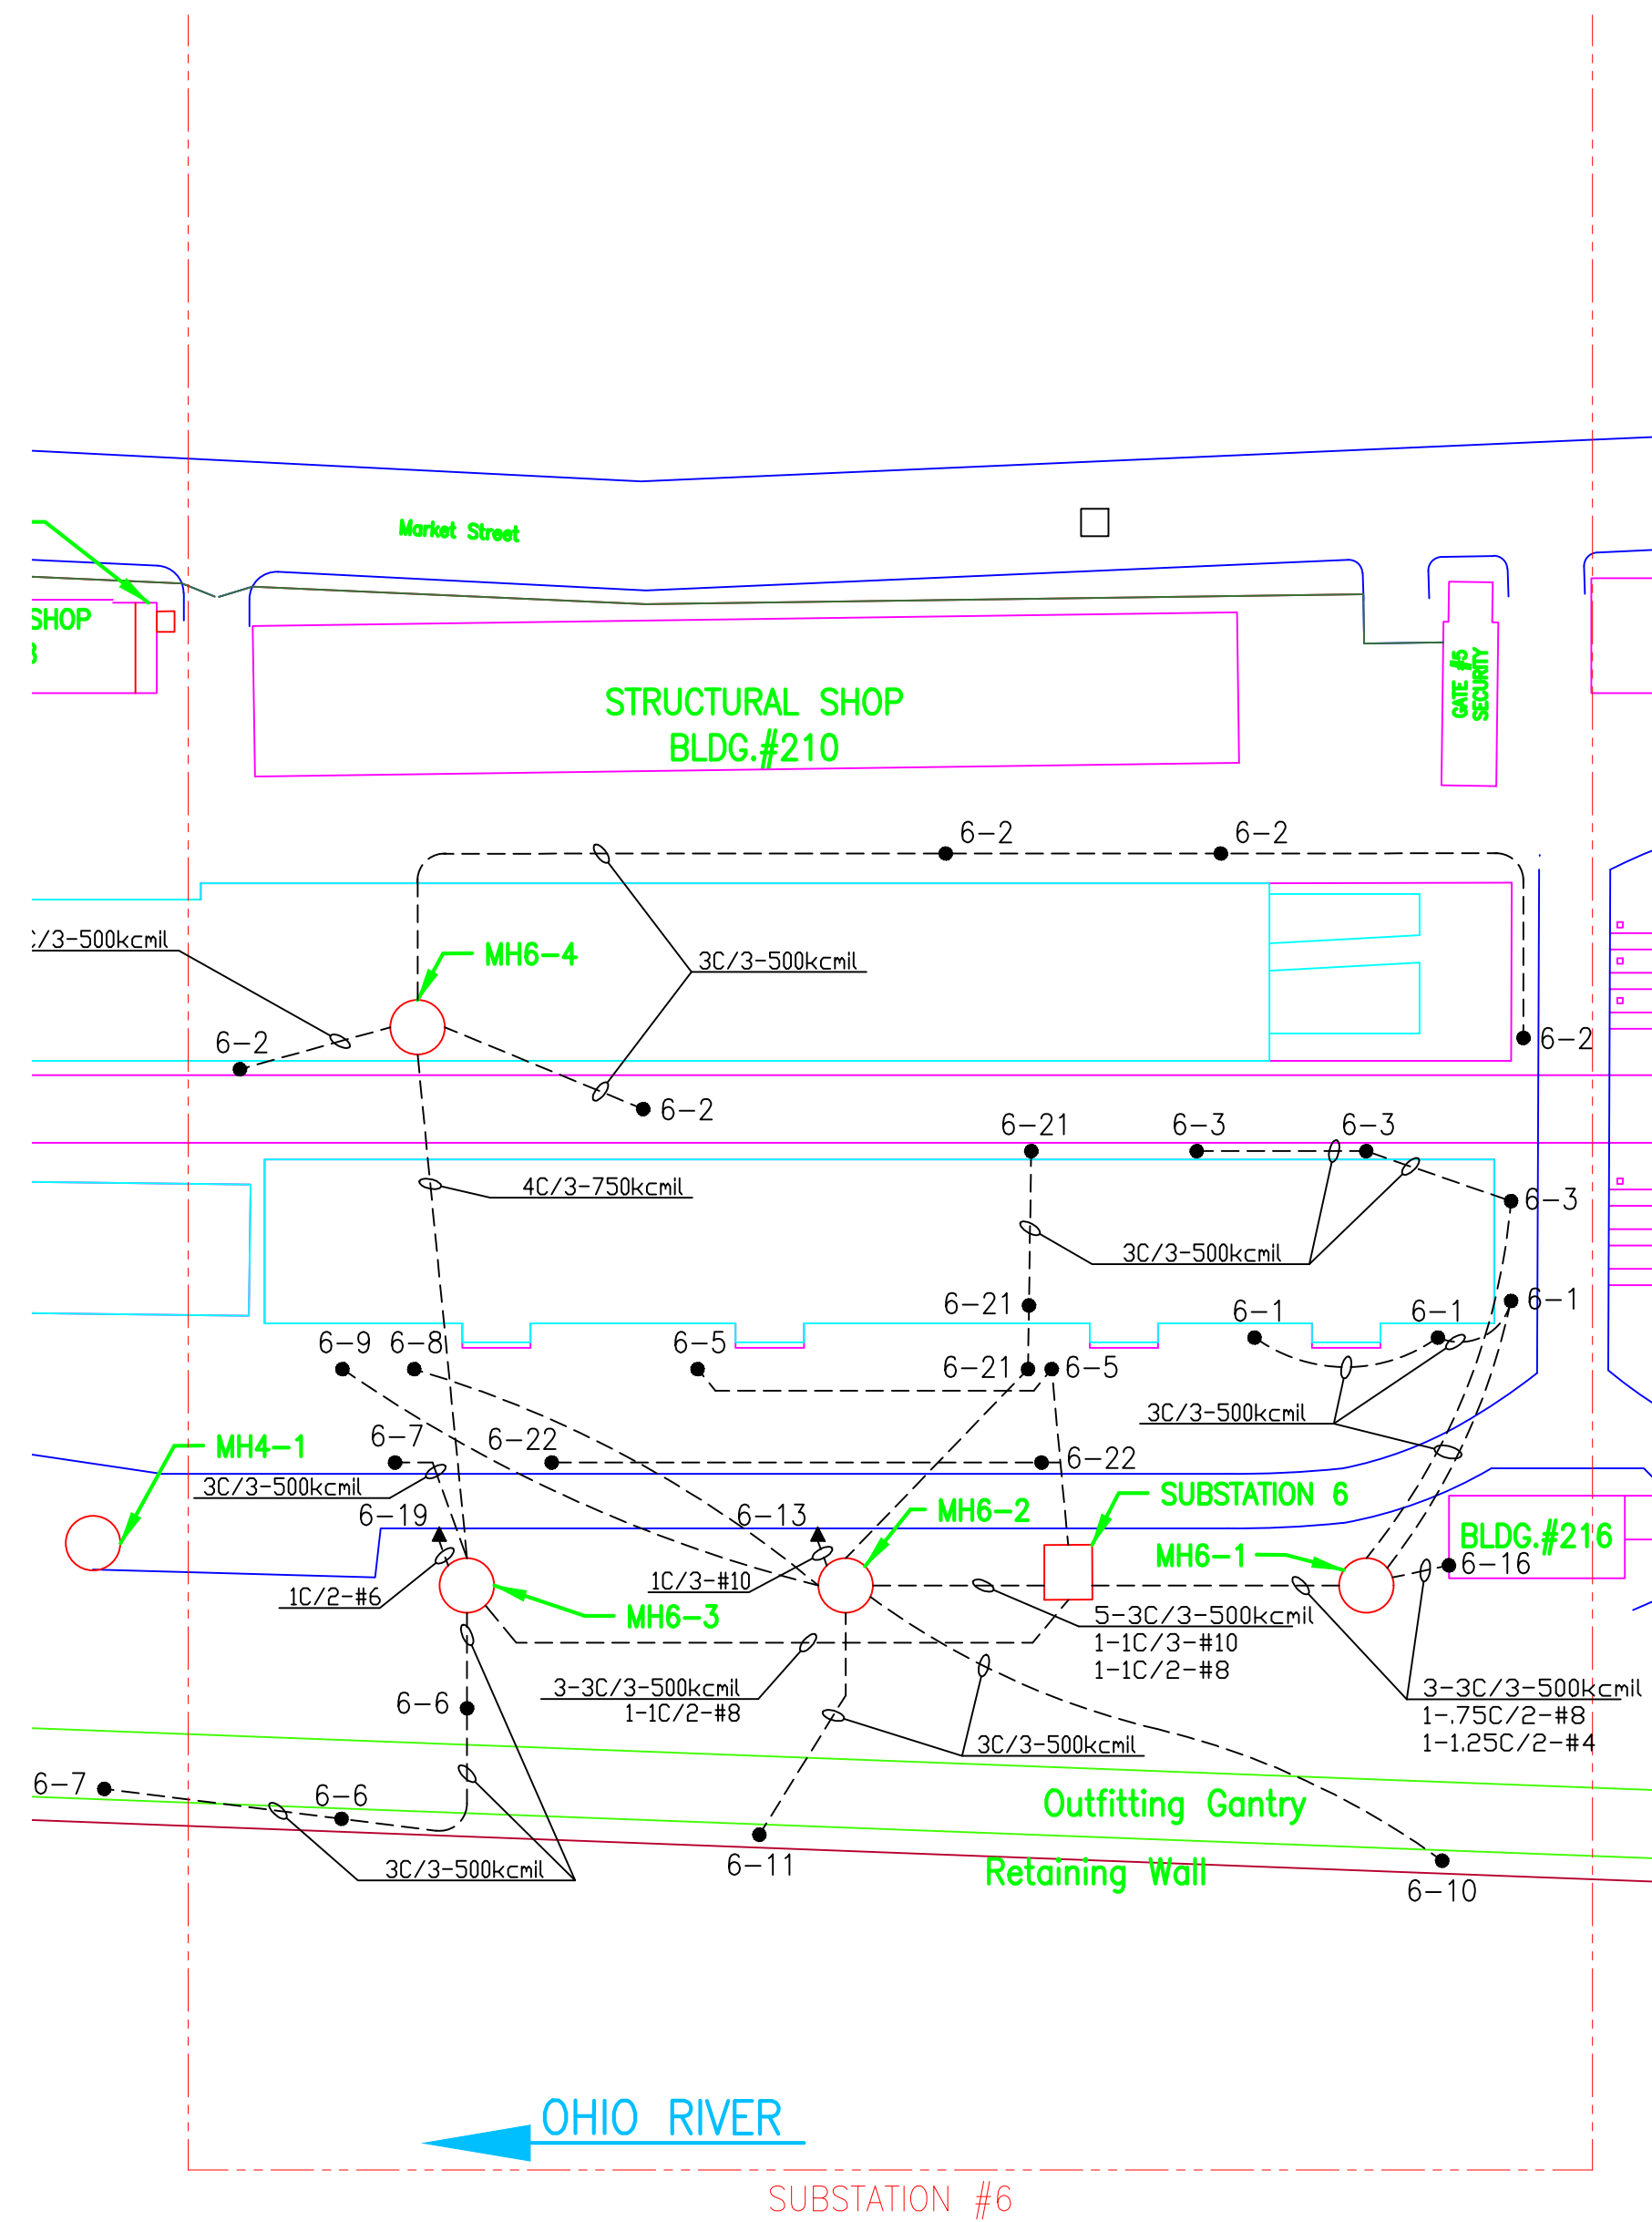 Market Street
SHOP
STRUCTURAL SHOP
BLDG.#210
GATE #5
SECURITY
6-2
6-2
C/3-500kcmil
MH6-4
3C/3-500kcmil
6-2
6-2
6-2
6-21
6-3
6-3
4C/3-750kcmil
6-3
3C/3-500kcmil
6-21
6-1
6-1
6-1
6-9
6-8
6-5
6-21
6-5
3C/3-500kcmil
6-7
6-22
6-22
MH4-1
3C/3-500kcmil
6-19
6-13
MH6-2
SUBSTATION 6
BLDG.#216
MH6-1
6-16
1C/2-#6
1C/3-#10
MH6-3
5-3C/3-500kcmil
1-1C/3-#10
1-1C/2-#8
3-3C/3-500kcmil
1-1C/2-#8
6-6
3-3C/3-500kcmil
1-.75C/2-#8
1-1.25C/2-#4
3C/3-500kcmil
6-7
6-6
Outfitting Gantry
6-11
3C/3-500kcmil
Retaining Wall
6-10
OHIO RIVER
SUBSTATION #6